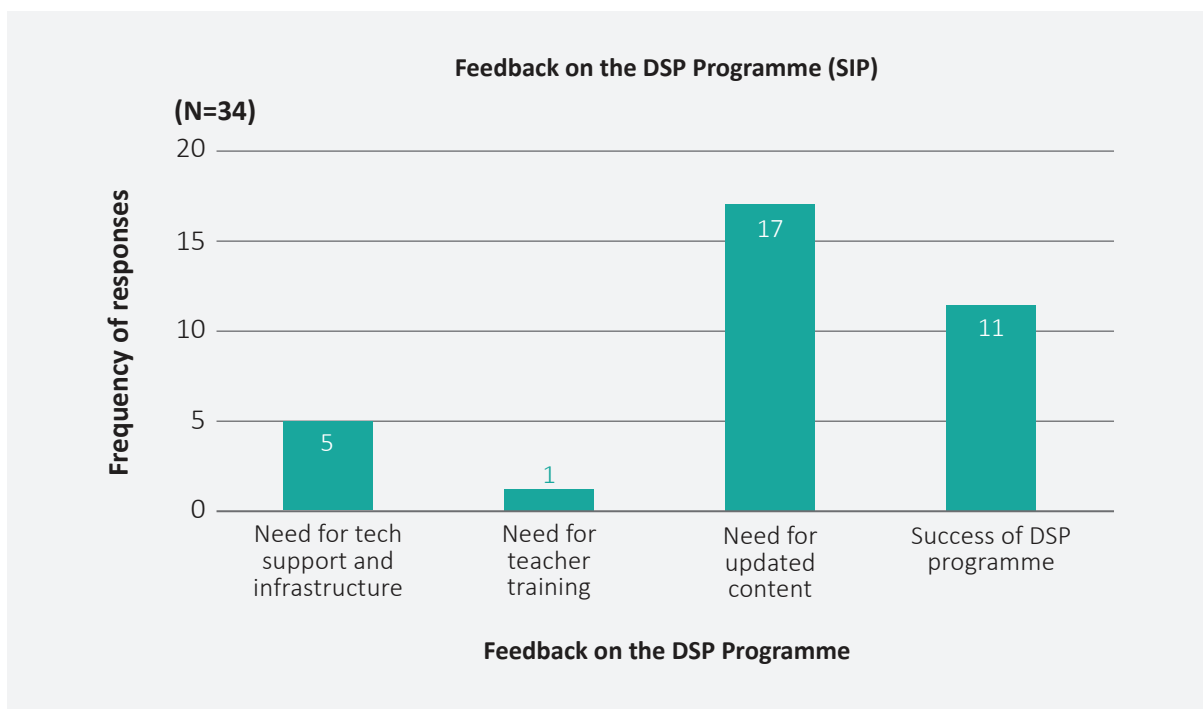 Feedback on the DSP Programme (SIP)
(N=34)
Frequency of responses
20
15
10
5
0
5
1
17
11
Need for tech
support and
infrastructure
Need for
teacher
training
Need for
updated
content
Success of DSP
programme
Feedback on the DSP Programme